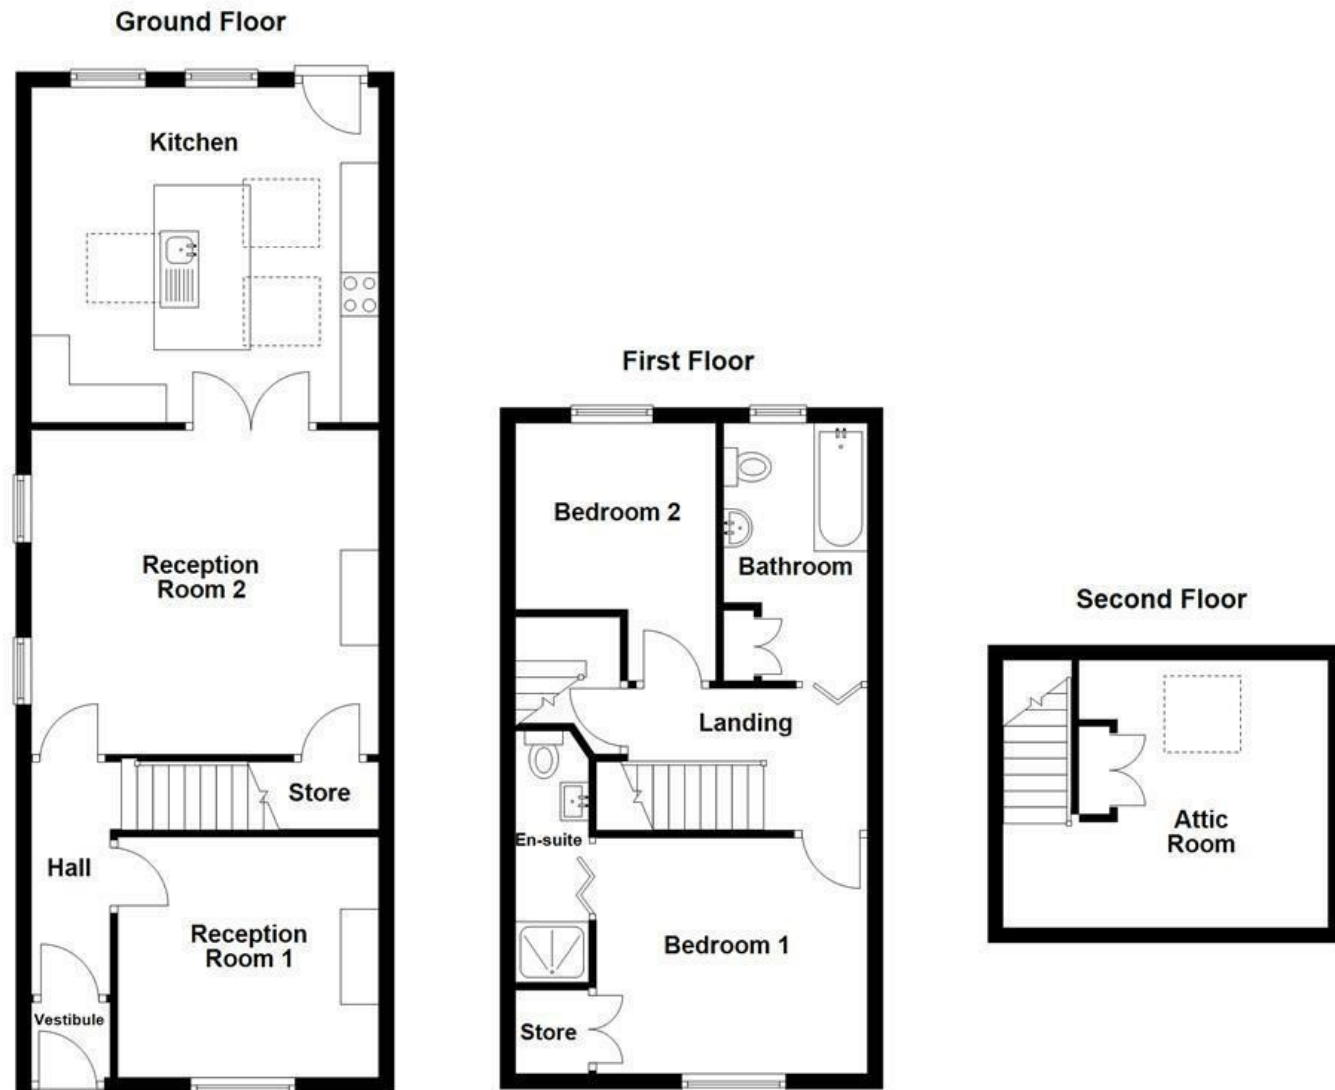 Ground Floor
Kitchen
Reception
Room 2
Store
Hall
Reception
Room 1
Vestibule
First Floor
Bedroom 2
Bathroom
Landing
En-suite
Bedroom 1
Store
Second Floor
Attic
Room